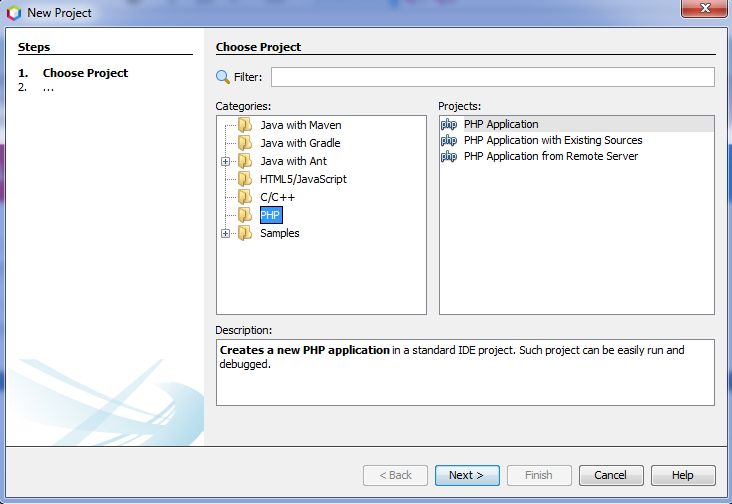 New Project
Steps
1. Choose Project
2. ...
Choose Project
Filter:
Categories:
Java with Maven
Java with Gradle
Java with Ant
HTML5/JavaScript
C/C++
PHP
Samples
Projects:
php PHP Application
php PHP Application with Existing Sources
php PHP Application from Remote Server
Description:
Creates a new PHP application in a standard IDE project. Such project can be easily run and
debugged.
< Back
Next >
Finish
Cancel
Help